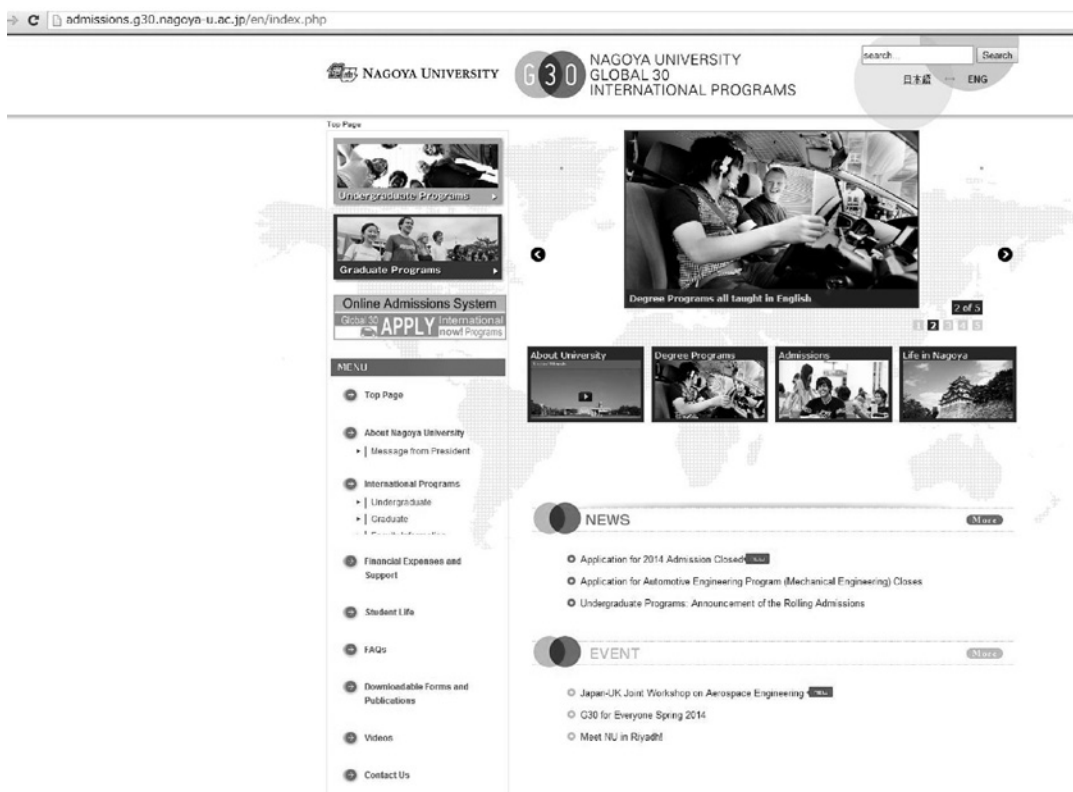 admissions.g30.nagoya-u.ac.jp/en/index.php
NAGOYA UNIVERSITY
G30
NAGOYA UNIVERSITY
GLOBAL 30
INTERNATIONAL PROGRAMS
search...
Search
日本語 ↔ ENG
Top Page
Undergraduate Programs
Graduate Programs
Online Admissions System
Global 30 APPLY now! International Programs
Degree Programs all taught in English
2 of 5
1 2 3 4 5
About University
Degree Programs
Admissions
Life in Nagoya
MENU
Top Page
About Nagoya University
Message from President
International Programs
Undergraduate
Graduate
Financial Expenses and
Support
Student Life
FAQs
Downloadable Forms and
Publications
Videos
Contact Us
NEWS
More
Application for 2014 Admission Closed
Application for Automotive Engineering Program (Mechanical Engineering) Closes
Undergraduate Programs: Announcement of the Rolling Admissions
EVENT
More
Japan-UK Joint Workshop on Aerospace Engineering
G30 for Everyone Spring 2014
Meet NU in Riyadh!